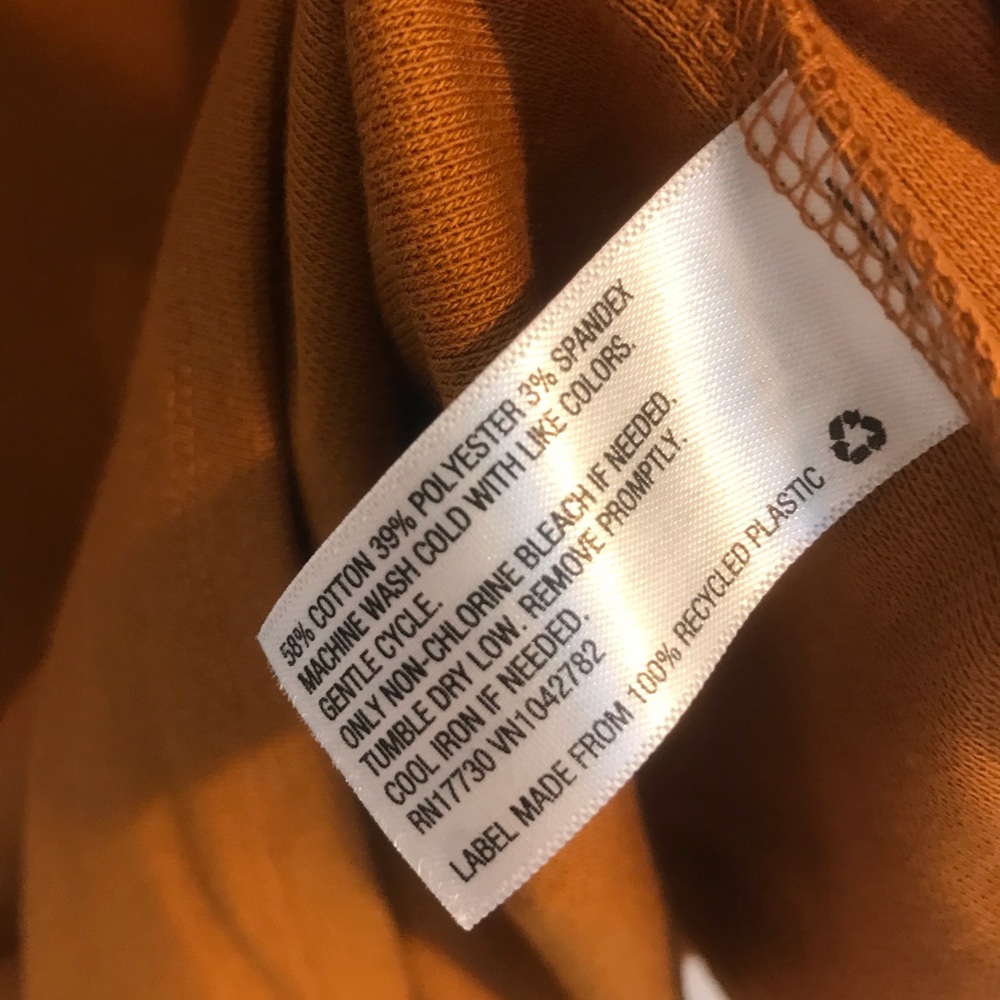 58% COTTON 39% POLYESTER 3% SPANDEX
MACHINE WASH COLD WITH LIKE COLORS.
GENTLE CYCLE.
ONLY NON-CHLORINE BLEACH IF NEEDED.
TUMBLE DRY LOW. REMOVE PROMPTLY.
COOL IRON IF NEEDED.
RN17730 VN1042782
LABEL MADE FROM 100% RECYCLED PLASTIC